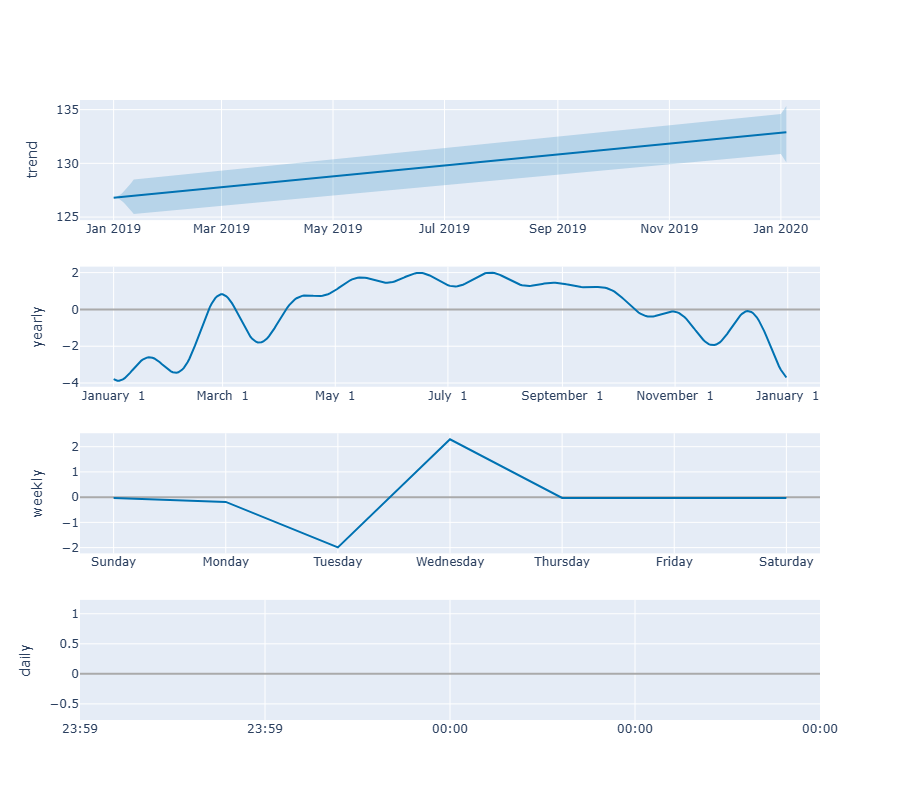 135
130
125
trend
Jan 2019 Mar 2019 May 2019 Jul 2019 Sep 2019 Nov 2019 Jan 2020
2
0
−2
−4
yearly
January 1 March 1 May 1 July 1 September 1 November 1 January 1
2
1
0
−1
−2
weekly
Sunday Monday Tuesday Wednesday Thursday Friday Saturday
1
0.5
0
−0.5
daily
23:59 23:59 00:00 00:00 00:00